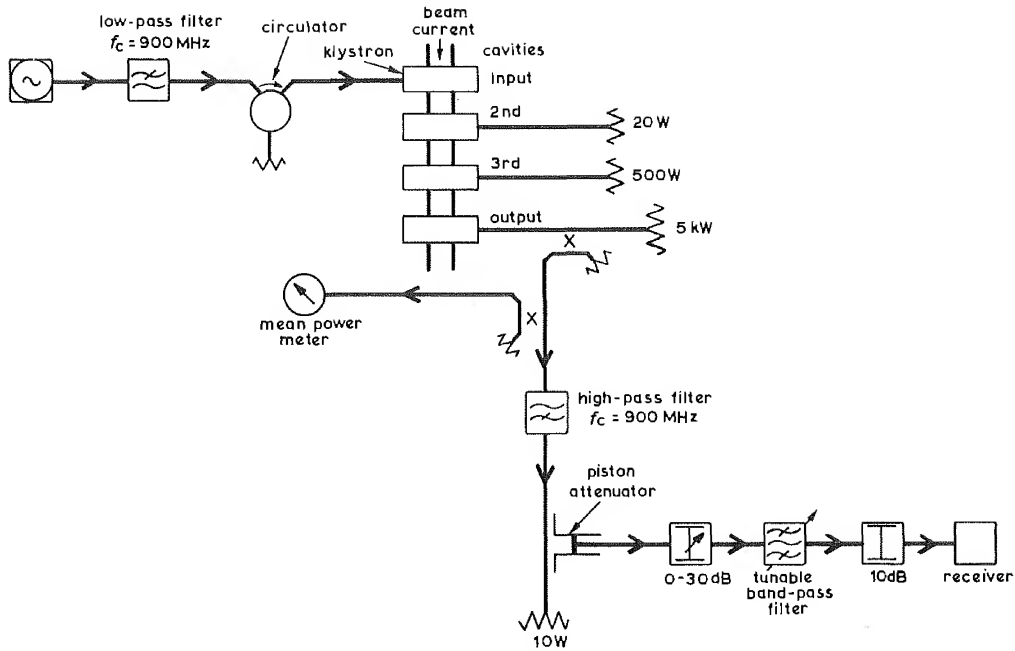 low-pass filter
fc = 900 MHz
circulator
klystron
beam
current
cavities
input
2nd
20W
3rd
500W
output
5 kW
X
mean power
meter
X
high-pass filter
fc = 900 MHz
piston
attenuator
0-30dB
tunable
band-pass
filter
10dB
receiver
10W